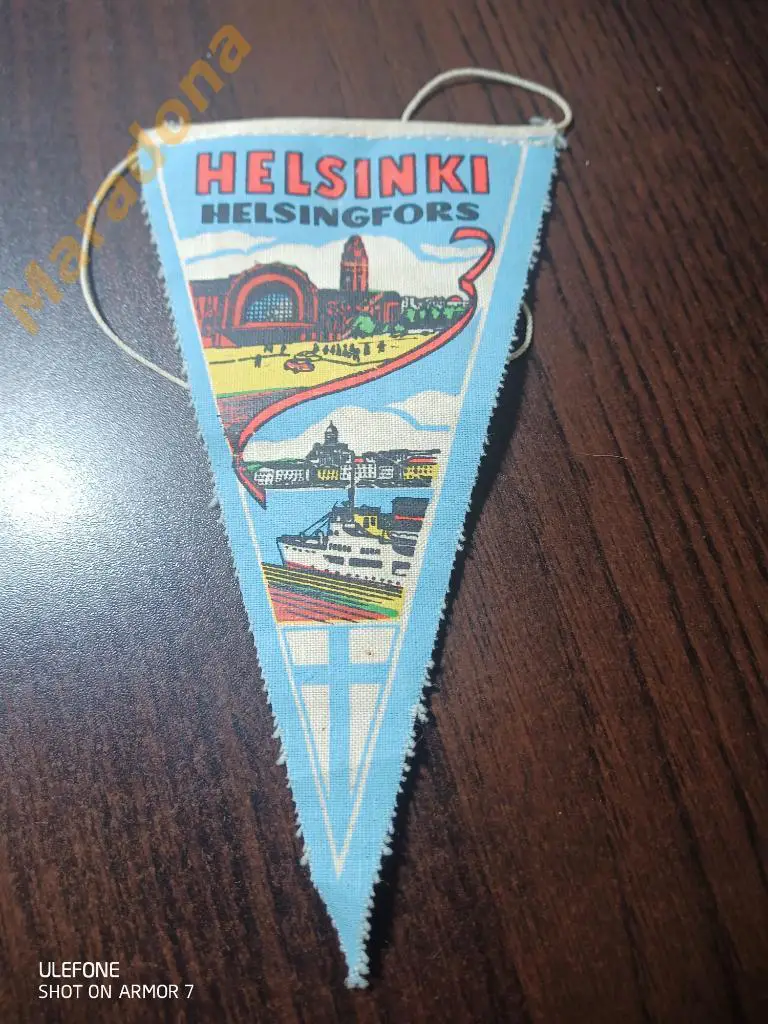 Maradona
HELSINKI
HELSINGFORS
ULEFONE
SHOT ON ARMOR 7